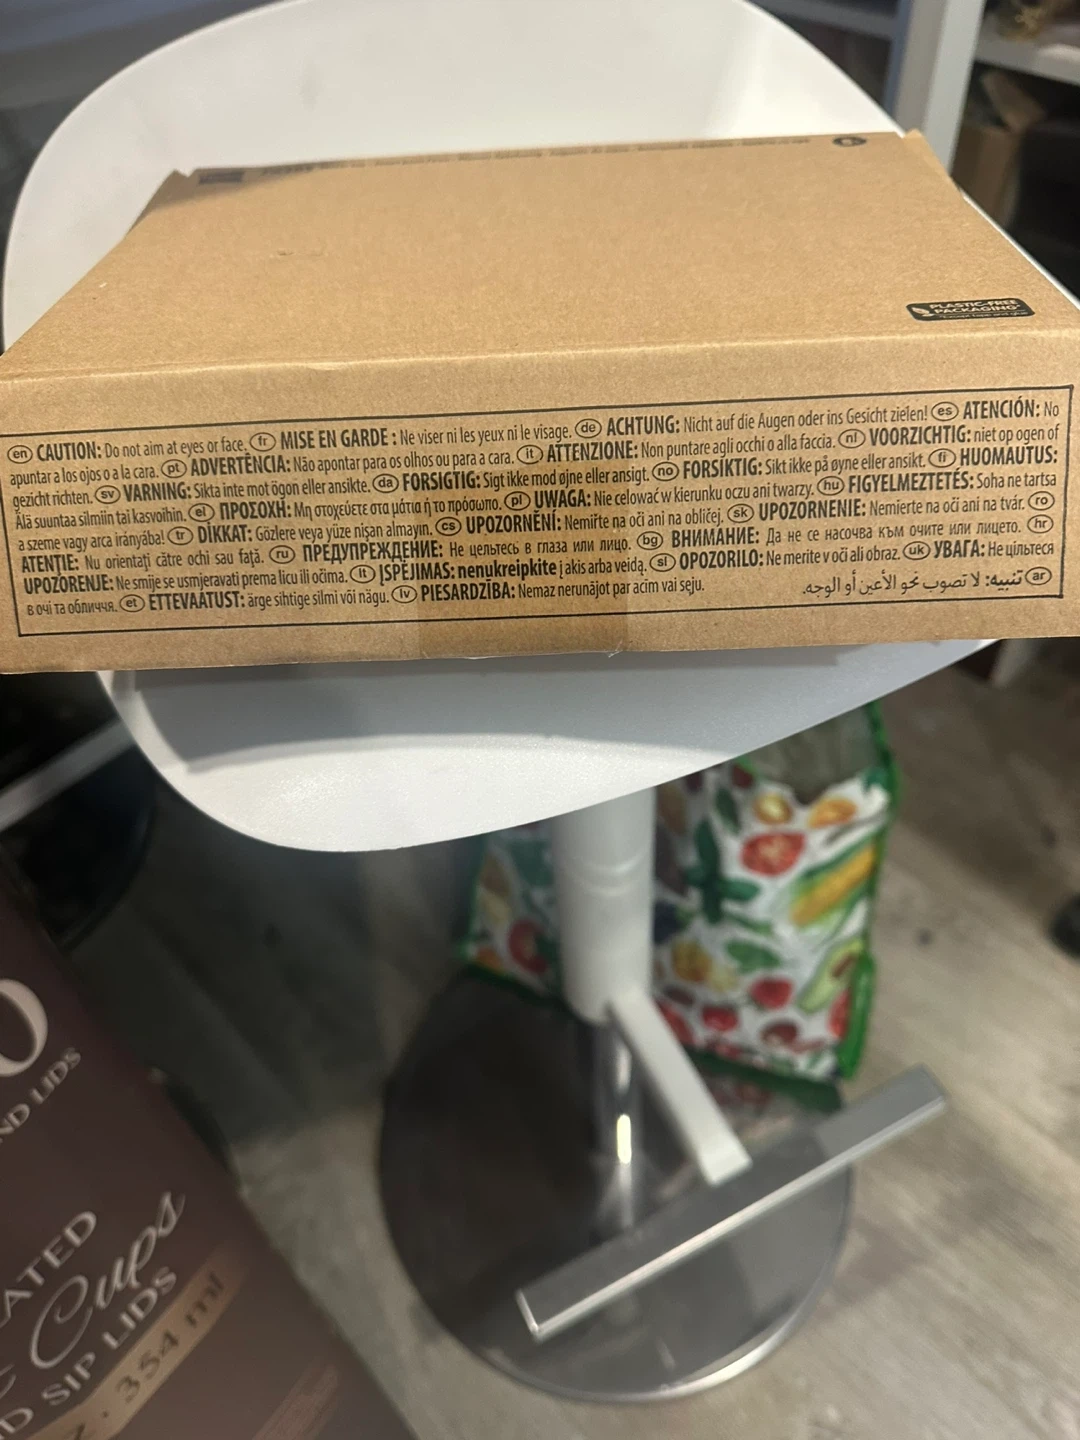 PLASTIC-FREE
PACKAGING
en CAUTION: Do not aim at eyes or face. fr MISE EN GARDE : Ne viser ni les yeux ni le visage. de ACHTUNG: Nicht auf die Augen oder ins Gesicht zielen! es ATENCIÓN: No
apuntar a los ojos o a la cara. pt ADVERTÊNCIA: Não apontar para os olhos ou para a cara. it ATTENZIONE: Non puntare agli occhi o alla faccia. nl VOORZICHTIG: niet op ogen of
gezicht richten. sv VARNING: Sikta inte mot ögon eller ansikte. da FORSIGTIG: Sigt ikke mod øjne eller ansigt. no FORSIKTIG: Sikt ikke på øyne eller ansikt. fi HUOMAUTUS:
Älä suuntaa silmiin tai kasvoihin. el ΠΡΟΣΟΧΗ: Μη στοχεύετε στα μάτια ή το πρόσωπο. pl UWAGA: Nie celować w kierunku oczu ani twarzy. hu FIGYELMEZTETÉS: Soha ne tartsa
a szeme vagy arca irányába! tr DİKKAT: Gözlere veya yüze nişan almayın. cs UPOZORNĚNÍ: Nemiřte na oči ani na obličej. sk UPOZORNENIE: Nemierte na oči ani na tvár. ro
ATENȚIE: Nu orientați către ochi sau față. ru ПРЕДУПРЕЖДЕНИЕ: Не цельтесь в глаза или лицо. bg ВНИМАНИЕ: Да не се насочва към очите или лицето. hr
UPOZORENJE: Ne smije se usmjeravati prema licu ili očima. lt ĮSPĖJIMAS: nenukreipkite į akis arba veidą. sl OPOZORILO: Ne merite v oči ali obraz. uk УВАГА: Не цільтеся
в очі та обличчя. et ETTEVAATUST: ärge sihtige silmi või nägu. lv PIESARDZĪBA: Nemaz nerunājot par acīm vai seju. ar تنبيه: لا تصوب نحو الأعين أو الوجه.
ND LIDS
ATED
Cups
D SIP LIDS
Z · 354 ml